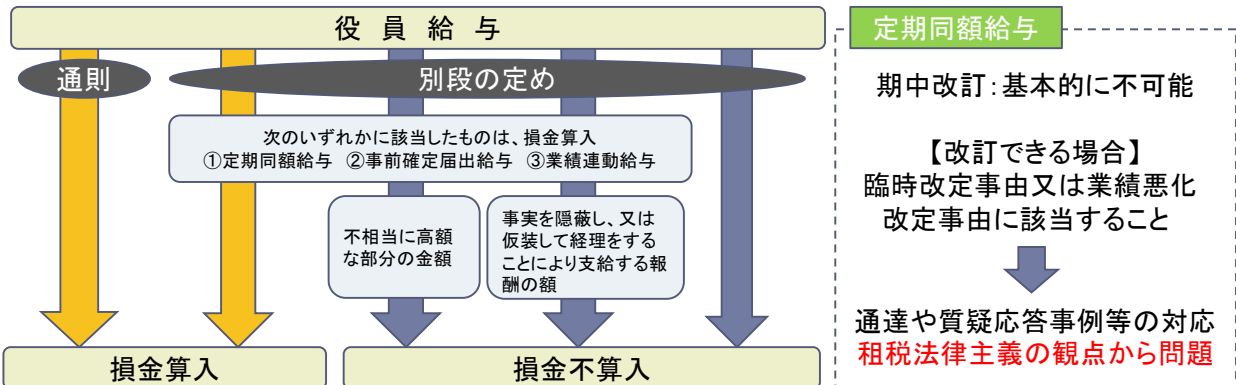 役 員 給 与
通則
別段の定め
次のいずれかに該当したものは、損金算入
①定期同額給与 ②事前確定届出給与 ③業績連動給与
不相当に高額
な部分の金額
事実を隠蔽し、又は
仮装して経理をする
ことにより支給する報
酬の額
損金算入
損金不算入
定期同額給与
期中改訂:基本的に不可能
【改訂できる場合】
臨時改定事由又は業績悪化
改定事由に該当すること
通達や質疑応答事例等の対応
租税法律主義の観点から問題